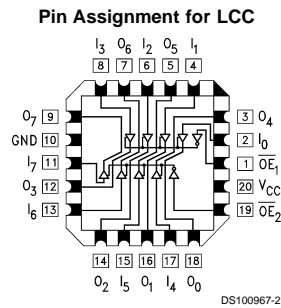 Pin Assignment for LCC
I3 O6 I2 O5 I1
8 7 6 5 4
O7 9
GND 10
I7 11
O3 12
I6 13
3 O4
2 I0
1 O̅E̅1
20 VCC
19 O̅E̅2
14 15 16 17 18
O2 I5 O1 I4 O0
DS100967-2